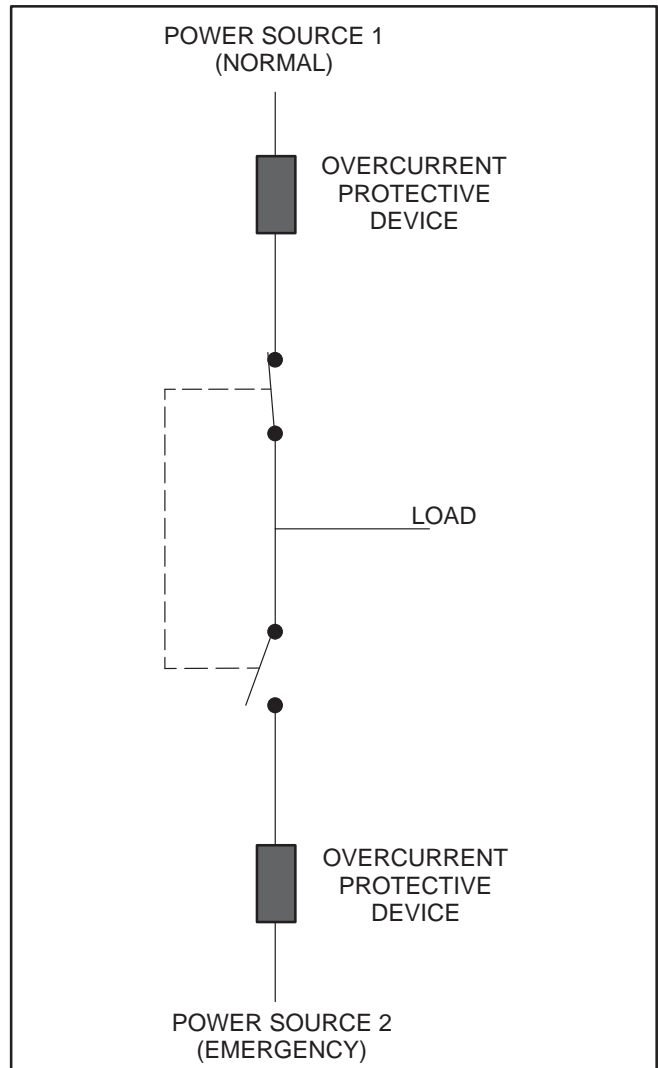 POWER SOURCE 1
(NORMAL)
OVERCURRENT
PROTECTIVE
DEVICE
LOAD
OVERCURRENT
PROTECTIVE
DEVICE
POWER SOURCE 2
(EMERGENCY)